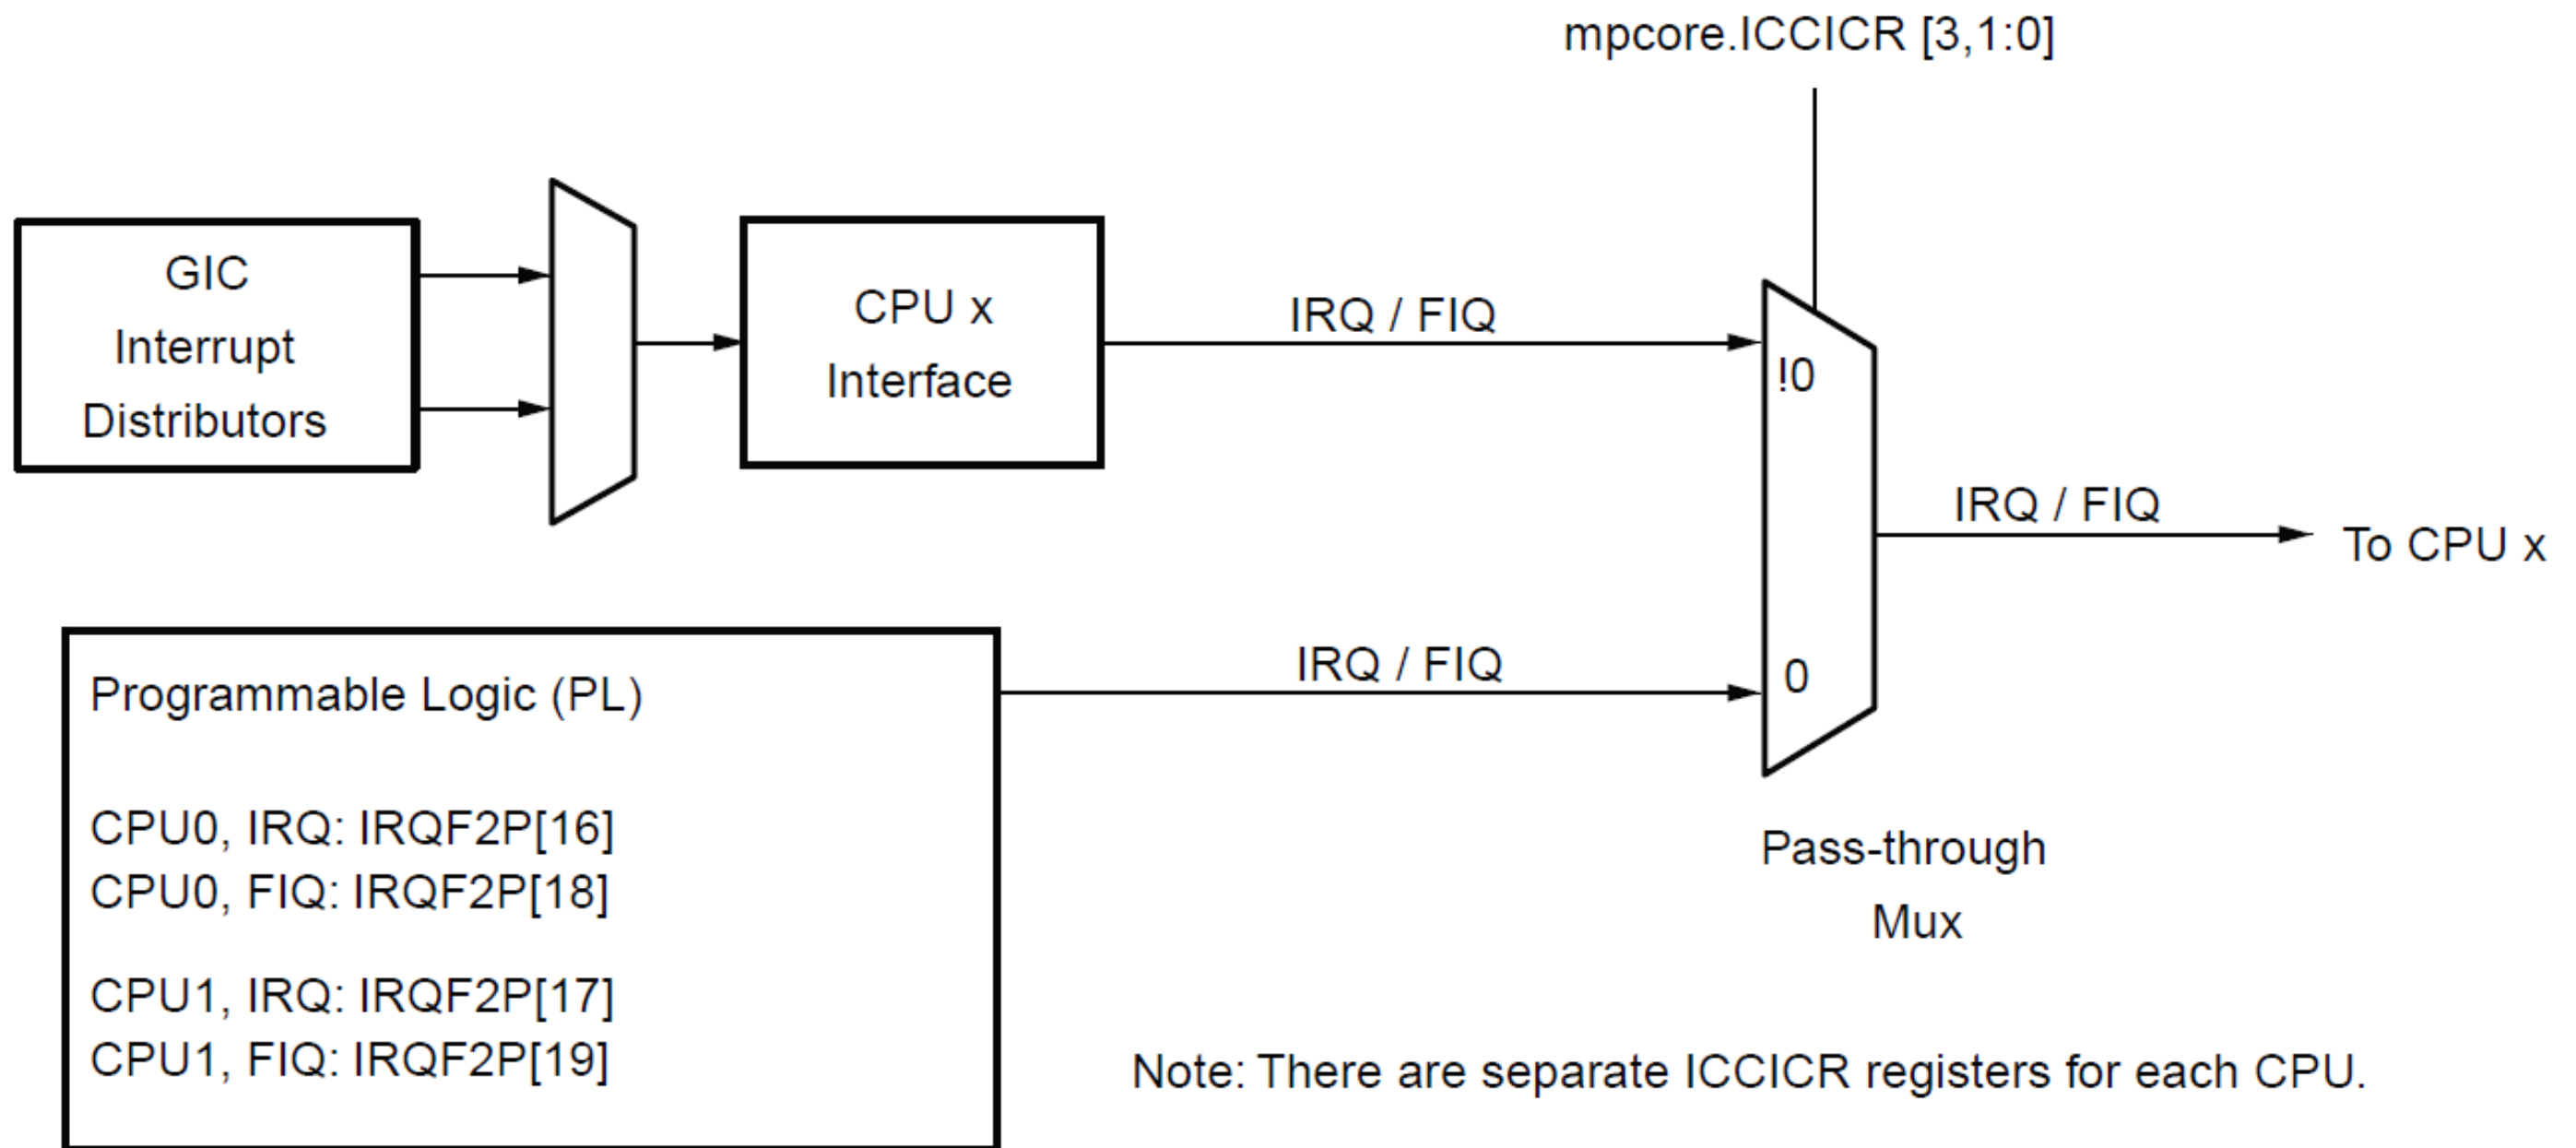 mpcore.ICCICR [3,1:0]
GIC
Interrupt
Distributors
CPU x
Interface
IRQ / FIQ
!0
IRQ / FIQ
To CPU x
IRQ / FIQ
0
Programmable Logic (PL)
CPU0, IRQ: IRQF2P[16]
CPU0, FIQ: IRQF2P[18]
CPU1, IRQ: IRQF2P[17]
CPU1, FIQ: IRQF2P[19]
Pass-through
Mux
Note: There are separate ICCICR registers for each CPU.